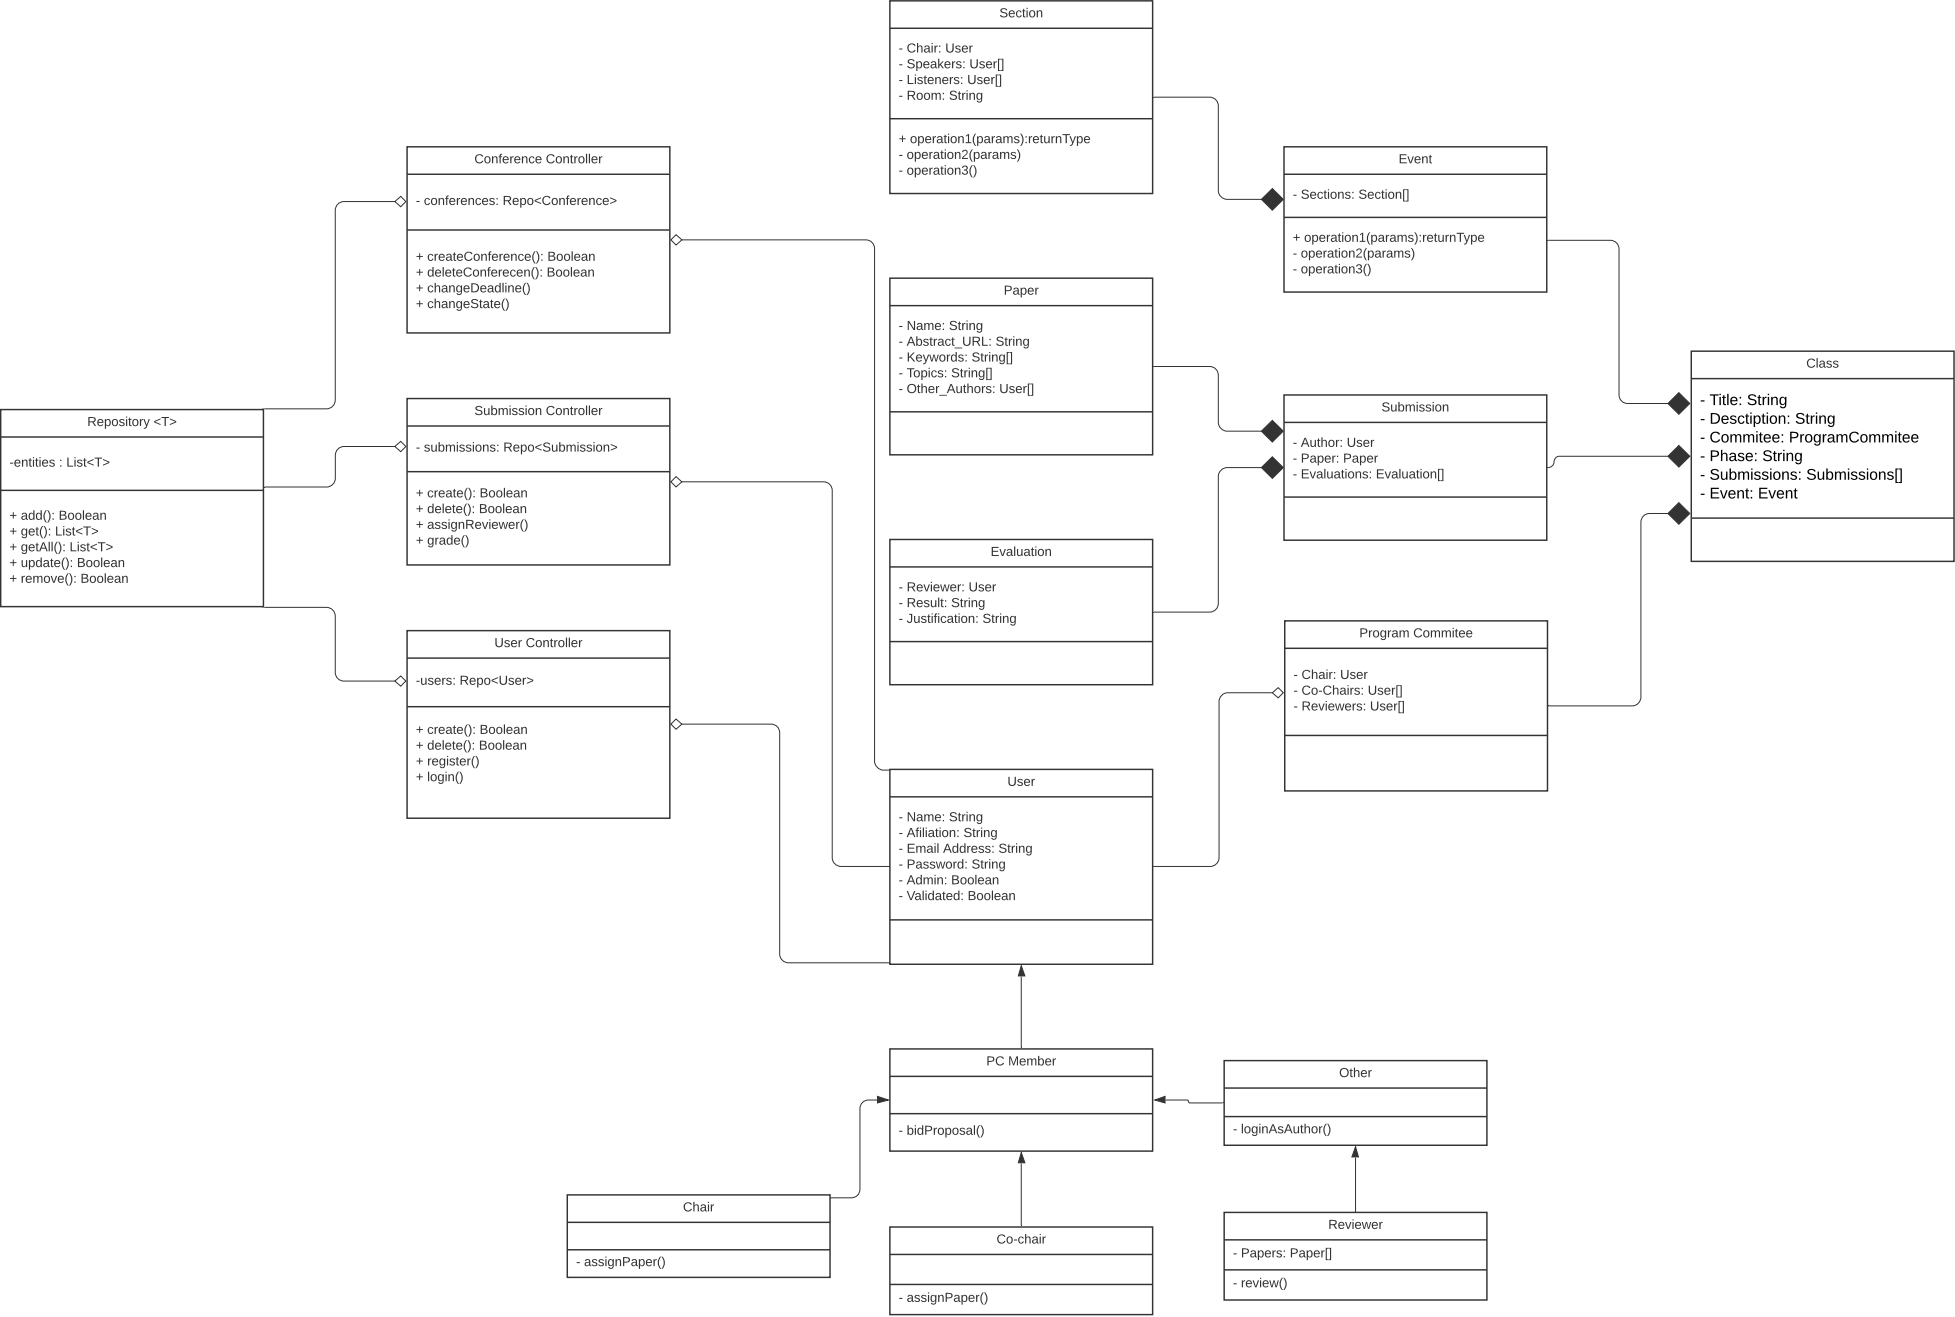 Section
- Chair: User
- Speakers: User[]
- Listeners: User[]
- Room: String
+ operation1(params):returnType
- operation2(params)
- operation3()
Conference Controller
- conferences: Repo<Conference>
+ createConference(): Boolean
+ deleteConferecen(): Boolean
+ changeDeadline()
+ changeState()
Event
- Sections: Section[]
+ operation1(params):returnType
- operation2(params)
- operation3()
Paper
- Name: String
- Abstract_URL: String
- Keywords: String[]
- Topics: String[]
- Other_Authors: User[]
Class
- Title: String
- Desctiption: String
- Commitee: ProgramCommitee
- Phase: String
- Submissions: Submissions[]
- Event: Event
Repository <T>
-entities : List<T>
+ add(): Boolean
+ get(): List<T>
+ getAll(): List<T>
+ update(): Boolean
+ remove(): Boolean
Submission Controller
- submissions: Repo<Submission>
+ create(): Boolean
+ delete(): Boolean
+ assignReviewer()
+ grade()
Submission
- Author: User
- Paper: Paper
- Evaluations: Evaluation[]
Evaluation
- Reviewer: User
- Result: String
- Justification: String
User Controller
-users: Repo<User>
+ create(): Boolean
+ delete(): Boolean
+ register()
+ login()
Program Commitee
- Chair: User
- Co-Chairs: User[]
- Reviewers: User[]
User
- Name: String
- Afiliation: String
- Email Address: String
- Password: String
- Admin: Boolean
- Validated: Boolean
PC Member
- bidProposal()
Other
- loginAsAuthor()
Chair
- assignPaper()
Co-chair
- assignPaper()
Reviewer
- Papers: Paper[]
- review()